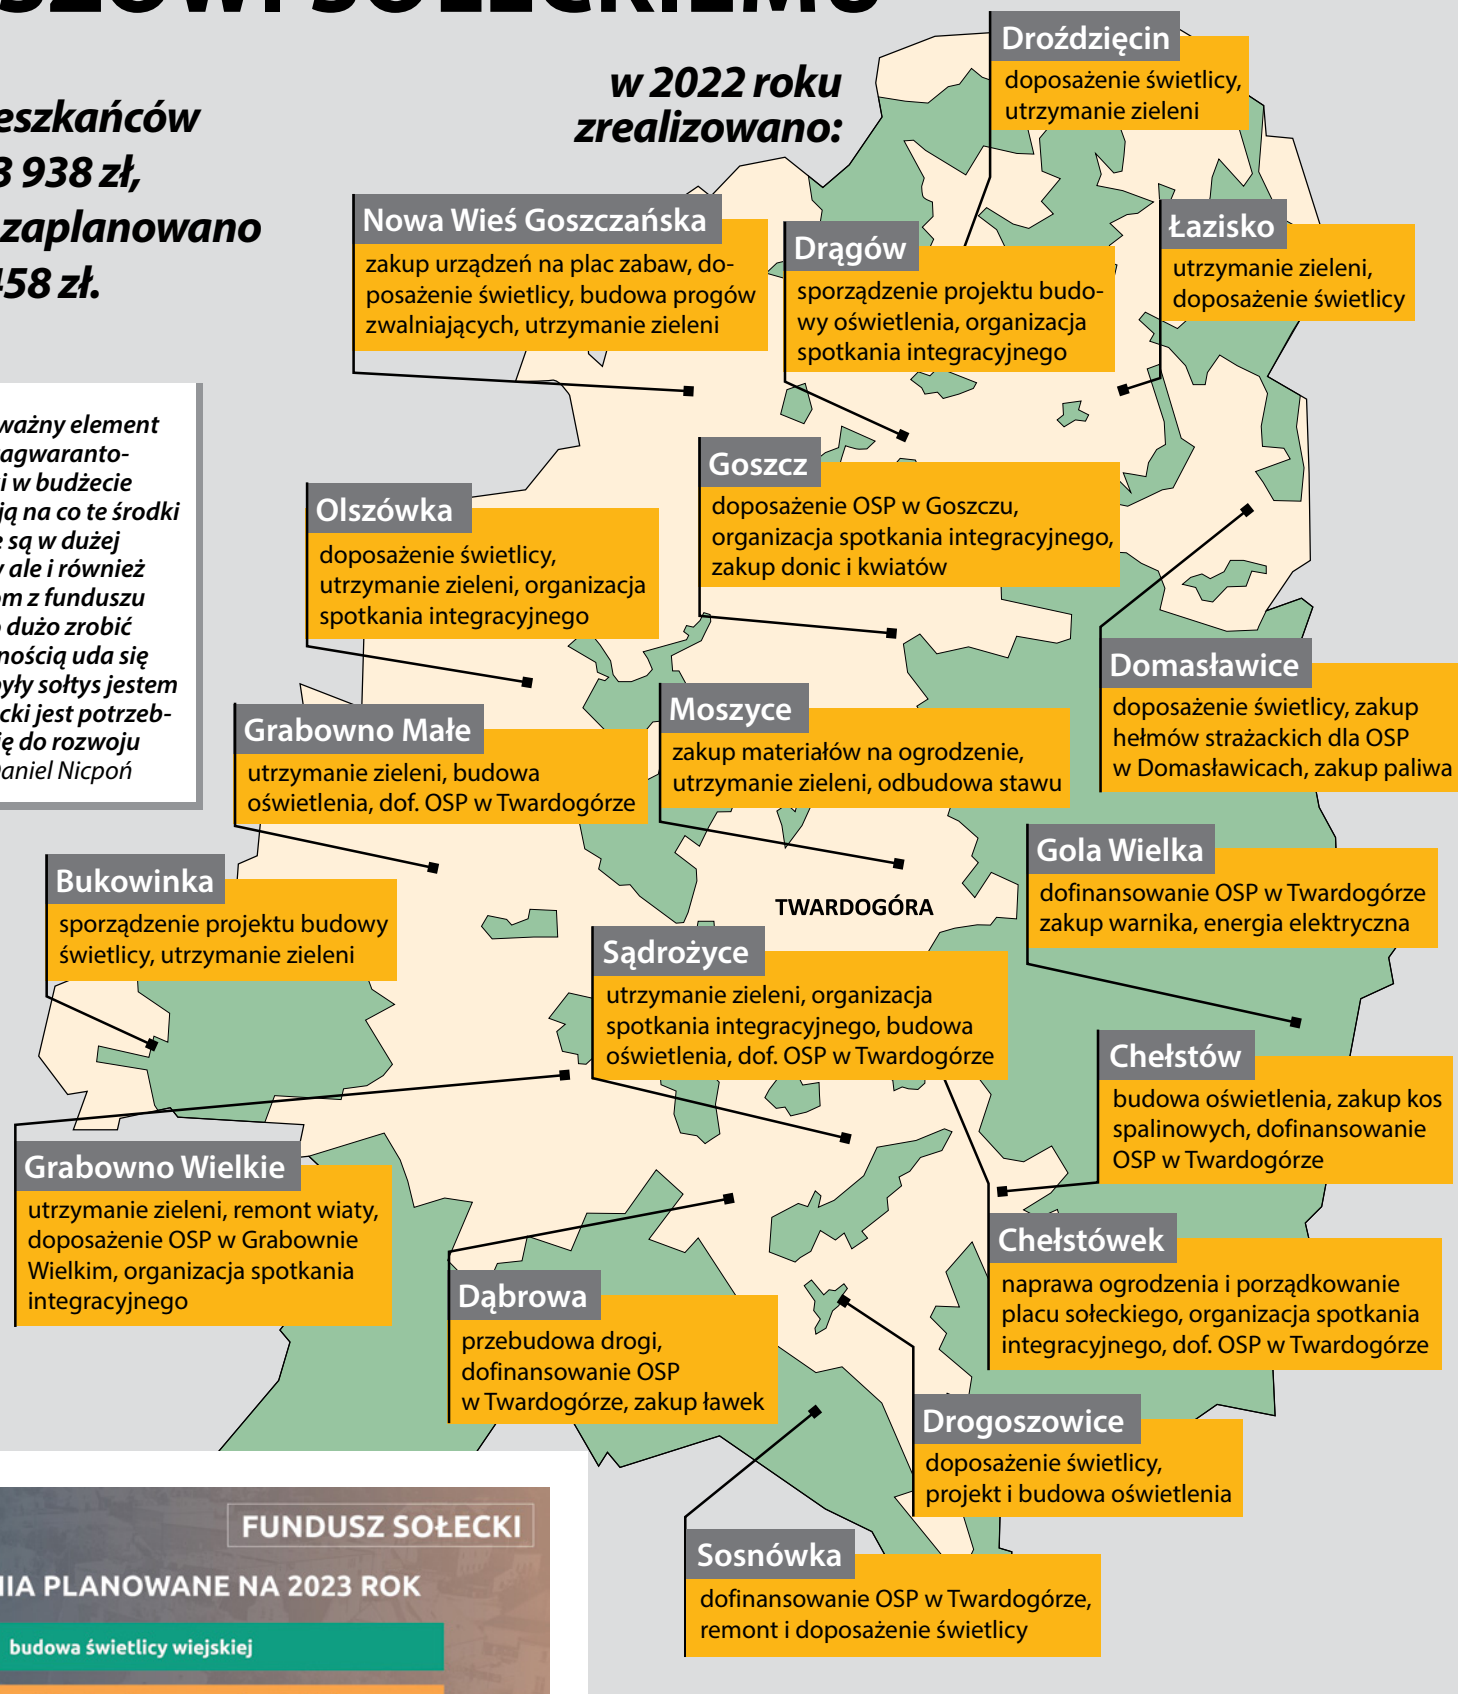 SZOWI SOŁECKIEMU
w 2022 roku
zrealizowano:
eszkańców
3 938 zł,
zaplanowano
458 zł.
ważny element
agwaranto-
i w budżecie
ją na co te środki
e są w dużej
y ale i również
om z funduszu
o dużo zrobić
nością uda się
były sołtys jestem
cki jest potrzeb-
ię do rozwoju
Daniel Nicpoń
Droździęcin
doposażenie świetlicy,
utrzymanie zieleni
Nowa Wieś Goszczańska
zakup urządzeń na plac zabaw, do-
posażenie świetlicy, budowa progów
zwalniających, utrzymanie zieleni
Drągów
sporządzenie projektu budo-
wy oświetlenia, organizacja
spotkania integracyjnego
Łazisko
utrzymanie zieleni,
doposażenie świetlicy
Goszcz
doposażenie OSP w Goszczu,
organizacja spotkania integracyjnego,
zakup donic i kwiatów
Olszówka
doposażenie świetlicy,
utrzymanie zieleni, organizacja
spotkania integracyjnego
Domasławice
doposażenie świetlicy, zakup
hełmów strażackich dla OSP
w Domasławicach, zakup paliwa
Grabowno Małe
utrzymanie zieleni, budowa
oświetlenia, dof. OSP w Twardogórze
Moszyce
zakup materiałów na ogrodzenie,
utrzymanie zieleni, odbudowa stawu
Gola Wielka
dofinansowanie OSP w Twardogórze
zakup warnika, energia elektryczna
Bukowinka
sporządzenie projektu budowy
świetlicy, utrzymanie zieleni
TWARDOGÓRA
Sądrożyce
utrzymanie zieleni, organizacja
spotkania integracyjnego, budowa
oświetlenia, dof. OSP w Twardogórze
Chełstów
budowa oświetlenia, zakup kos
spalinowych, dofinansowanie
OSP w Twardogórze
Grabowno Wielkie
utrzymanie zieleni, remont wiaty,
doposażenie OSP w Grabownie
Wielkim, organizacja spotkania
integracyjnego
Chełstówek
naprawa ogrodzenia i porządkowanie
placu sołeckiego, organizacja spotkania
integracyjnego, dof. OSP w Twardogórze
Dąbrowa
przebudowa drogi,
dofinansowanie OSP
w Twardogórze, zakup ławek
Drogoszowice
doposażenie świetlicy,
projekt i budowa oświetlenia
Sosnówka
dofinansowanie OSP w Twardogórze,
remont i doposażenie świetlicy
FUNDUSZ SOŁECKI
NIA PLANOWANE NA 2023 ROK
budowa świetlicy wiejskiej